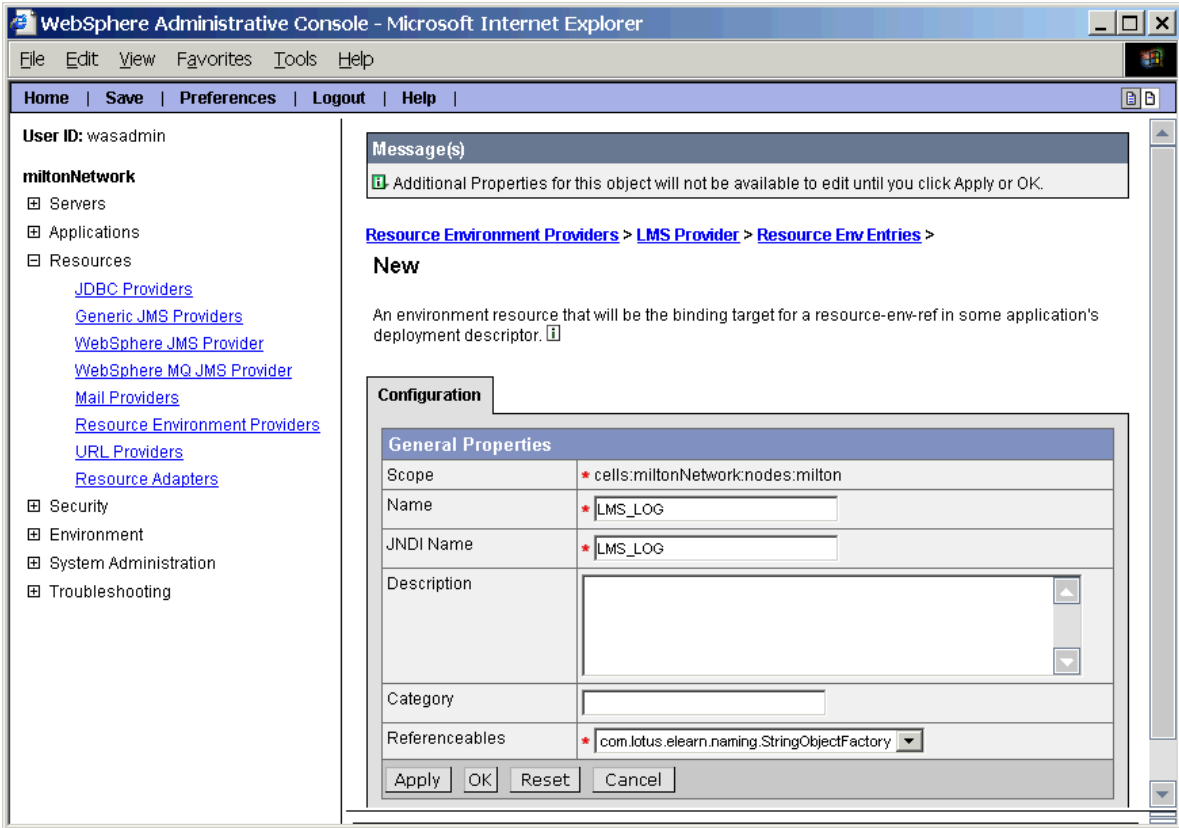 WebSphere Administrative Console - Microsoft Internet Explorer
File Edit View Favorites Tools Help
Home | Save | Preferences | Logout | Help |
User ID: wasadmin
miltonNetwork
Servers
Applications
Resources
JDBC Providers
Generic JMS Providers
WebSphere JMS Provider
WebSphere MQ JMS Provider
Mail Providers
Resource Environment Providers
URL Providers
Resource Adapters
Security
Environment
System Administration
Troubleshooting
Message(s)
Additional Properties for this object will not be available to edit until you click Apply or OK.
Resource Environment Providers > LMS Provider > Resource Env Entries >
New
An environment resource that will be the binding target for a resource-env-ref in some application's
deployment descriptor.
Configuration
General Properties
Scope * cells:miltonNetwork:nodes:milton
Name * LMS_LOG
JNDI Name * LMS_LOG
Description
Category
Referenceables * com.lotus.elearn.naming.StringObjectFactory
Apply OK Reset Cancel